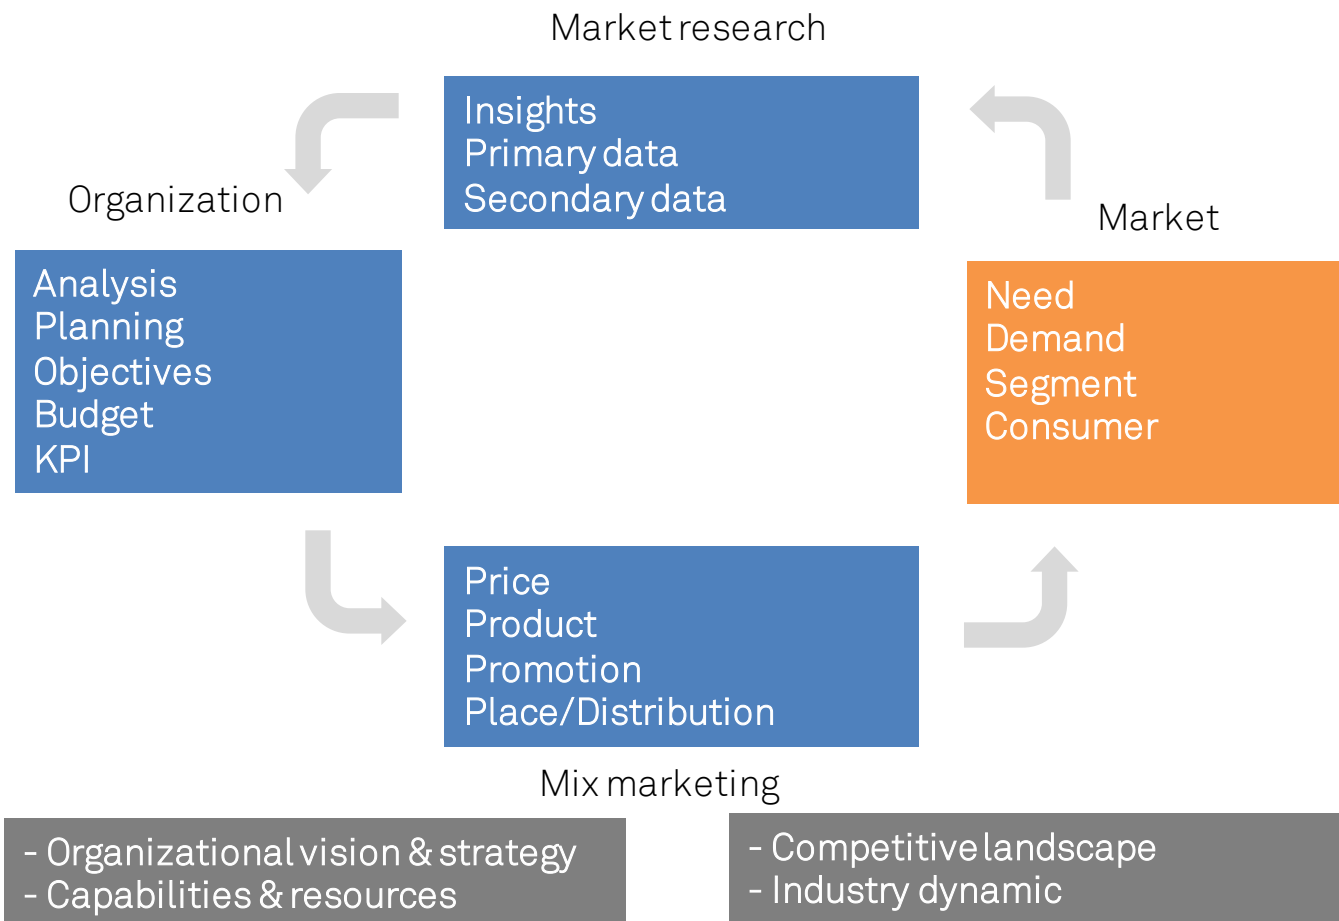 Market research
Insights
Primary data
Secondary data
Organization
Analysis
Planning
Objectives
Budget
KPI
Market
Need
Demand
Segment
Consumer
Price
Product
Promotion
Place/Distribution
Mix marketing
- Organizational vision & strategy
- Capabilities & resources
- Competitive landscape
- Industry dynamic